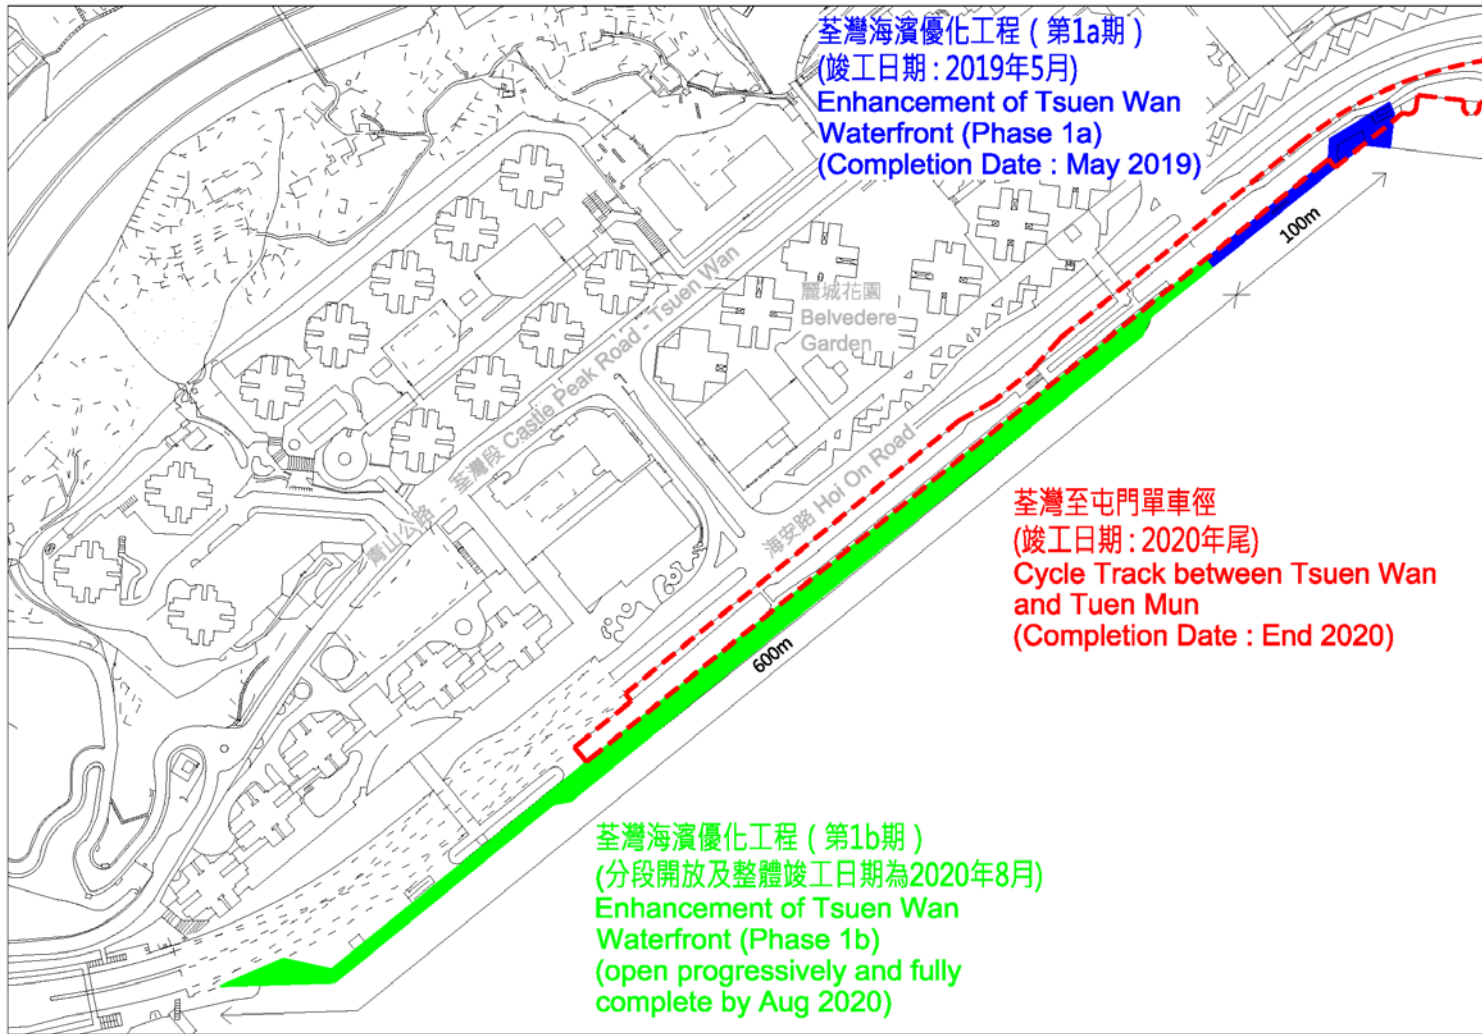 荃灣海濱優化工程 ( 第1a期 )
(竣工日期 : 2019年5月)
Enhancement of Tsuen Wan
Waterfront (Phase 1a)
(Completion Date : May 2019)
100m
青山公路 - 荃灣段 Castle Peak Road - Tsuen Wan
麗城花園
Belvedere
Garden
海安路 Hoi On Road
荃灣至屯門單車徑
(竣工日期 : 2020年尾)
Cycle Track between Tsuen Wan
and Tuen Mun
(Completion Date : End 2020)
600m
荃灣海濱優化工程 ( 第1b期 )
(分段開放及整體竣工日期為2020年8月)
Enhancement of Tsuen Wan
Waterfront (Phase 1b)
(open progressively and fully
complete by Aug 2020)